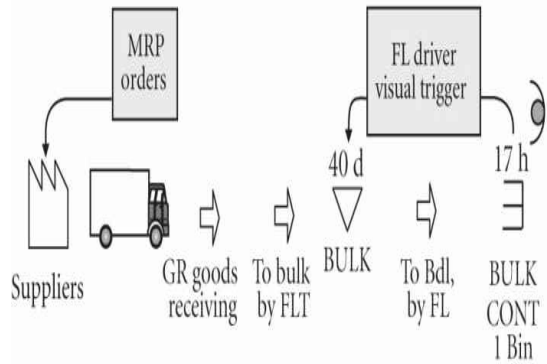 MRP
orders
FL driver
visual trigger
40 d
17 h
Suppliers
GR goods
receiving
To bulk
by FLT
BULK
To Bdl,
by FL
BULK
CONT
1 Bin